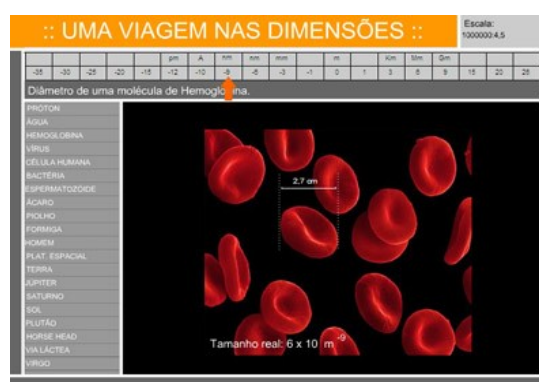 :: UMA VIAGEM NAS DIMENSÕES ::
Escala:
1000000:4,5
pm A nm nm mm m Km Mm Gm
-35 -30 -25 -20 -15 -12 -10 -9 -6 -3 -1 0 1 3 6 9 15 20 25
Diâmetro de uma molécula de Hemoglobina.
PRÓTON
ÁGUA
HEMOGLOBINA
VÍRUS
CÉLULA HUMANA
BACTÉRIA
ESPERMATOZÓIDE
ÁCARO
PIOLHO
FORMIGA
HOMEM
PLAT. ESPACIAL
TERRA
JÚPITER
SATURNO
SOL
PLUTÃO
HORSE HEAD
VIA LÁCTEA
VIRGO
2,7 cm
Tamanho real: 6 x 10 m -9